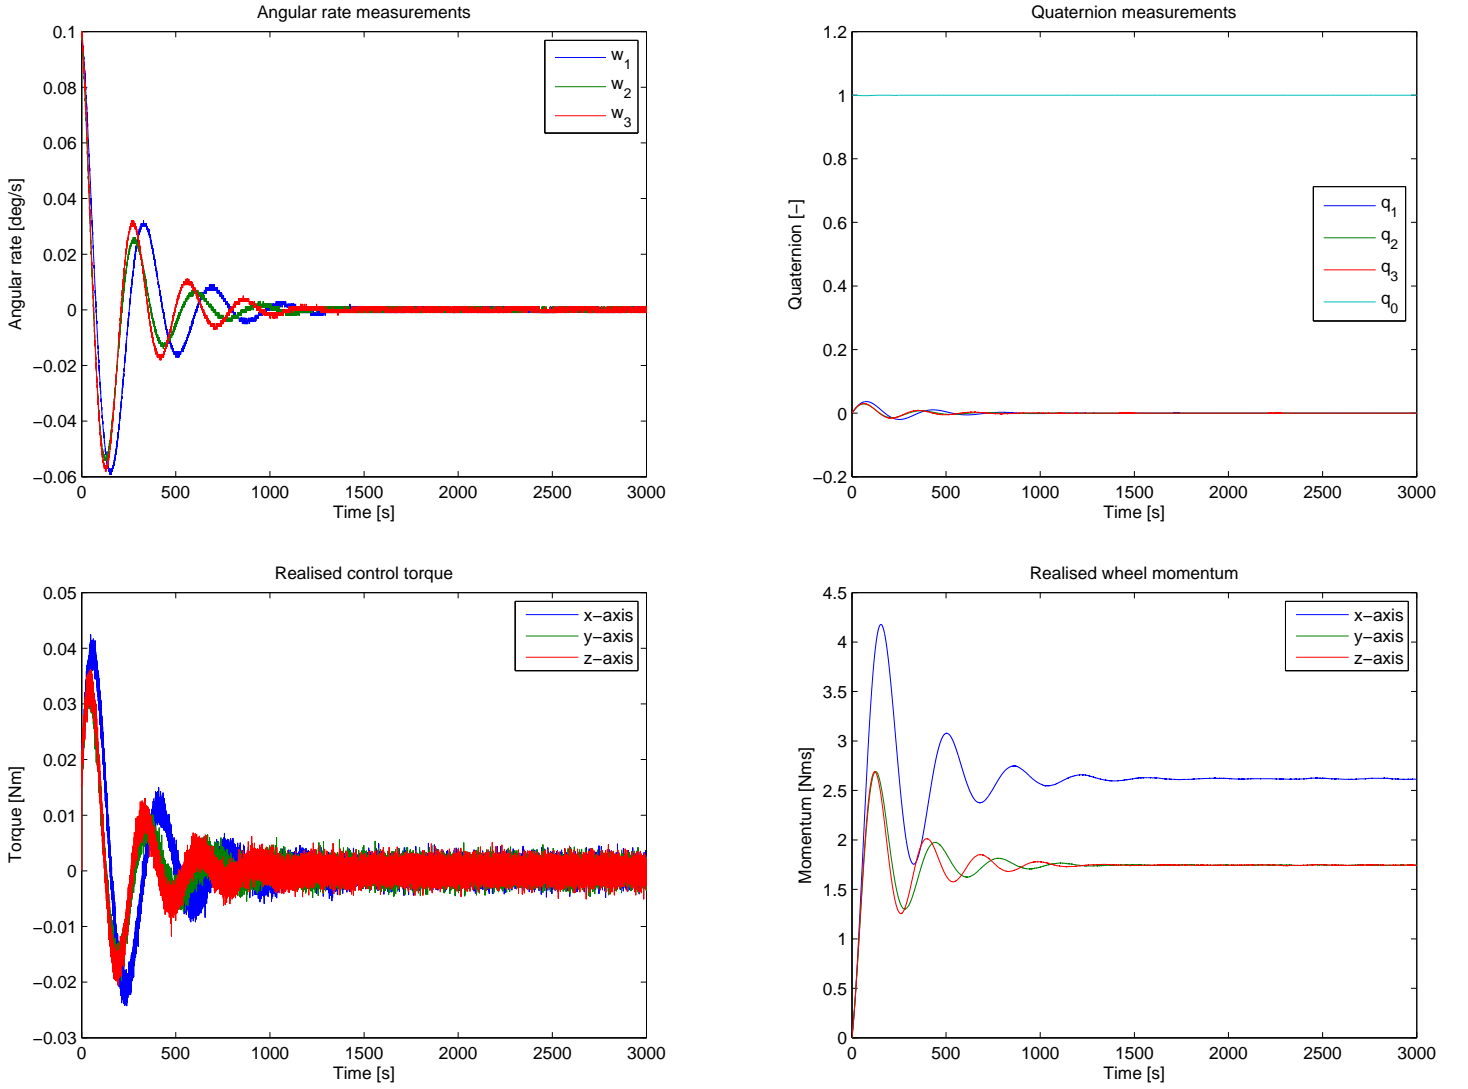 Angular rate measurements
0.1
0.08
0.06
0.04
0.02
0
−0.02
−0.04
−0.06
Angular rate [deg/s]
w1
w2
w3
0 500 1000 1500 2000 2500 3000
Time [s]
Quaternion measurements
1.2
1
0.8
0.6
0.4
0.2
0
−0.2
Quaternion [−]
q1
q2
q3
q0
0 500 1000 1500 2000 2500 3000
Time [s]
Realised control torque
0.05
0.04
0.03
0.02
0.01
0
−0.01
−0.02
−0.03
Torque [Nm]
x−axis
y−axis
z−axis
0 500 1000 1500 2000 2500 3000
Time [s]
Realised wheel momentum
4.5
4
3.5
3
2.5
2
1.5
1
0.5
0
Momentum [Nms]
x−axis
y−axis
z−axis
0 500 1000 1500 2000 2500 3000
Time [s]